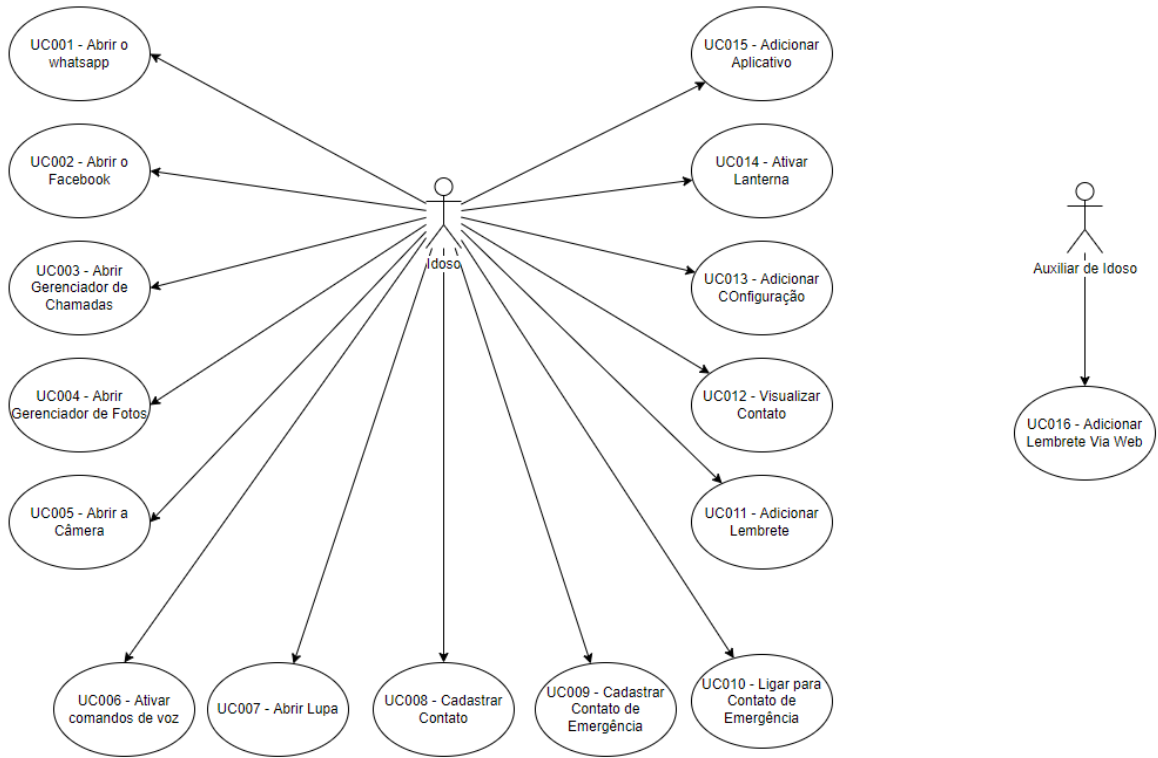 UC001 - Abrir o
whatsapp
UC015 - Adicionar
Aplicativo
UC002 - Abrir o
Facebook
UC014 - Ativar
Lanterna
Idoso
Auxiliar de Idoso
UC003 - Abrir
Gerenciador de
Chamadas
UC013 - Adicionar
COnfiguração
UC004 - Abrir
Gerenciador de Fotos
UC012 - Visualizar
Contato
UC016 - Adicionar
Lembrete Via Web
UC005 - Abrir a
Câmera
UC011 - Adicionar
Lembrete
UC006 - Ativar
comandos de voz
UC007 - Abrir Lupa
UC008 - Cadastrar
Contato
UC009 - Cadastrar
Contato de
Emergência
UC010 - Ligar para
Contato de
Emergência